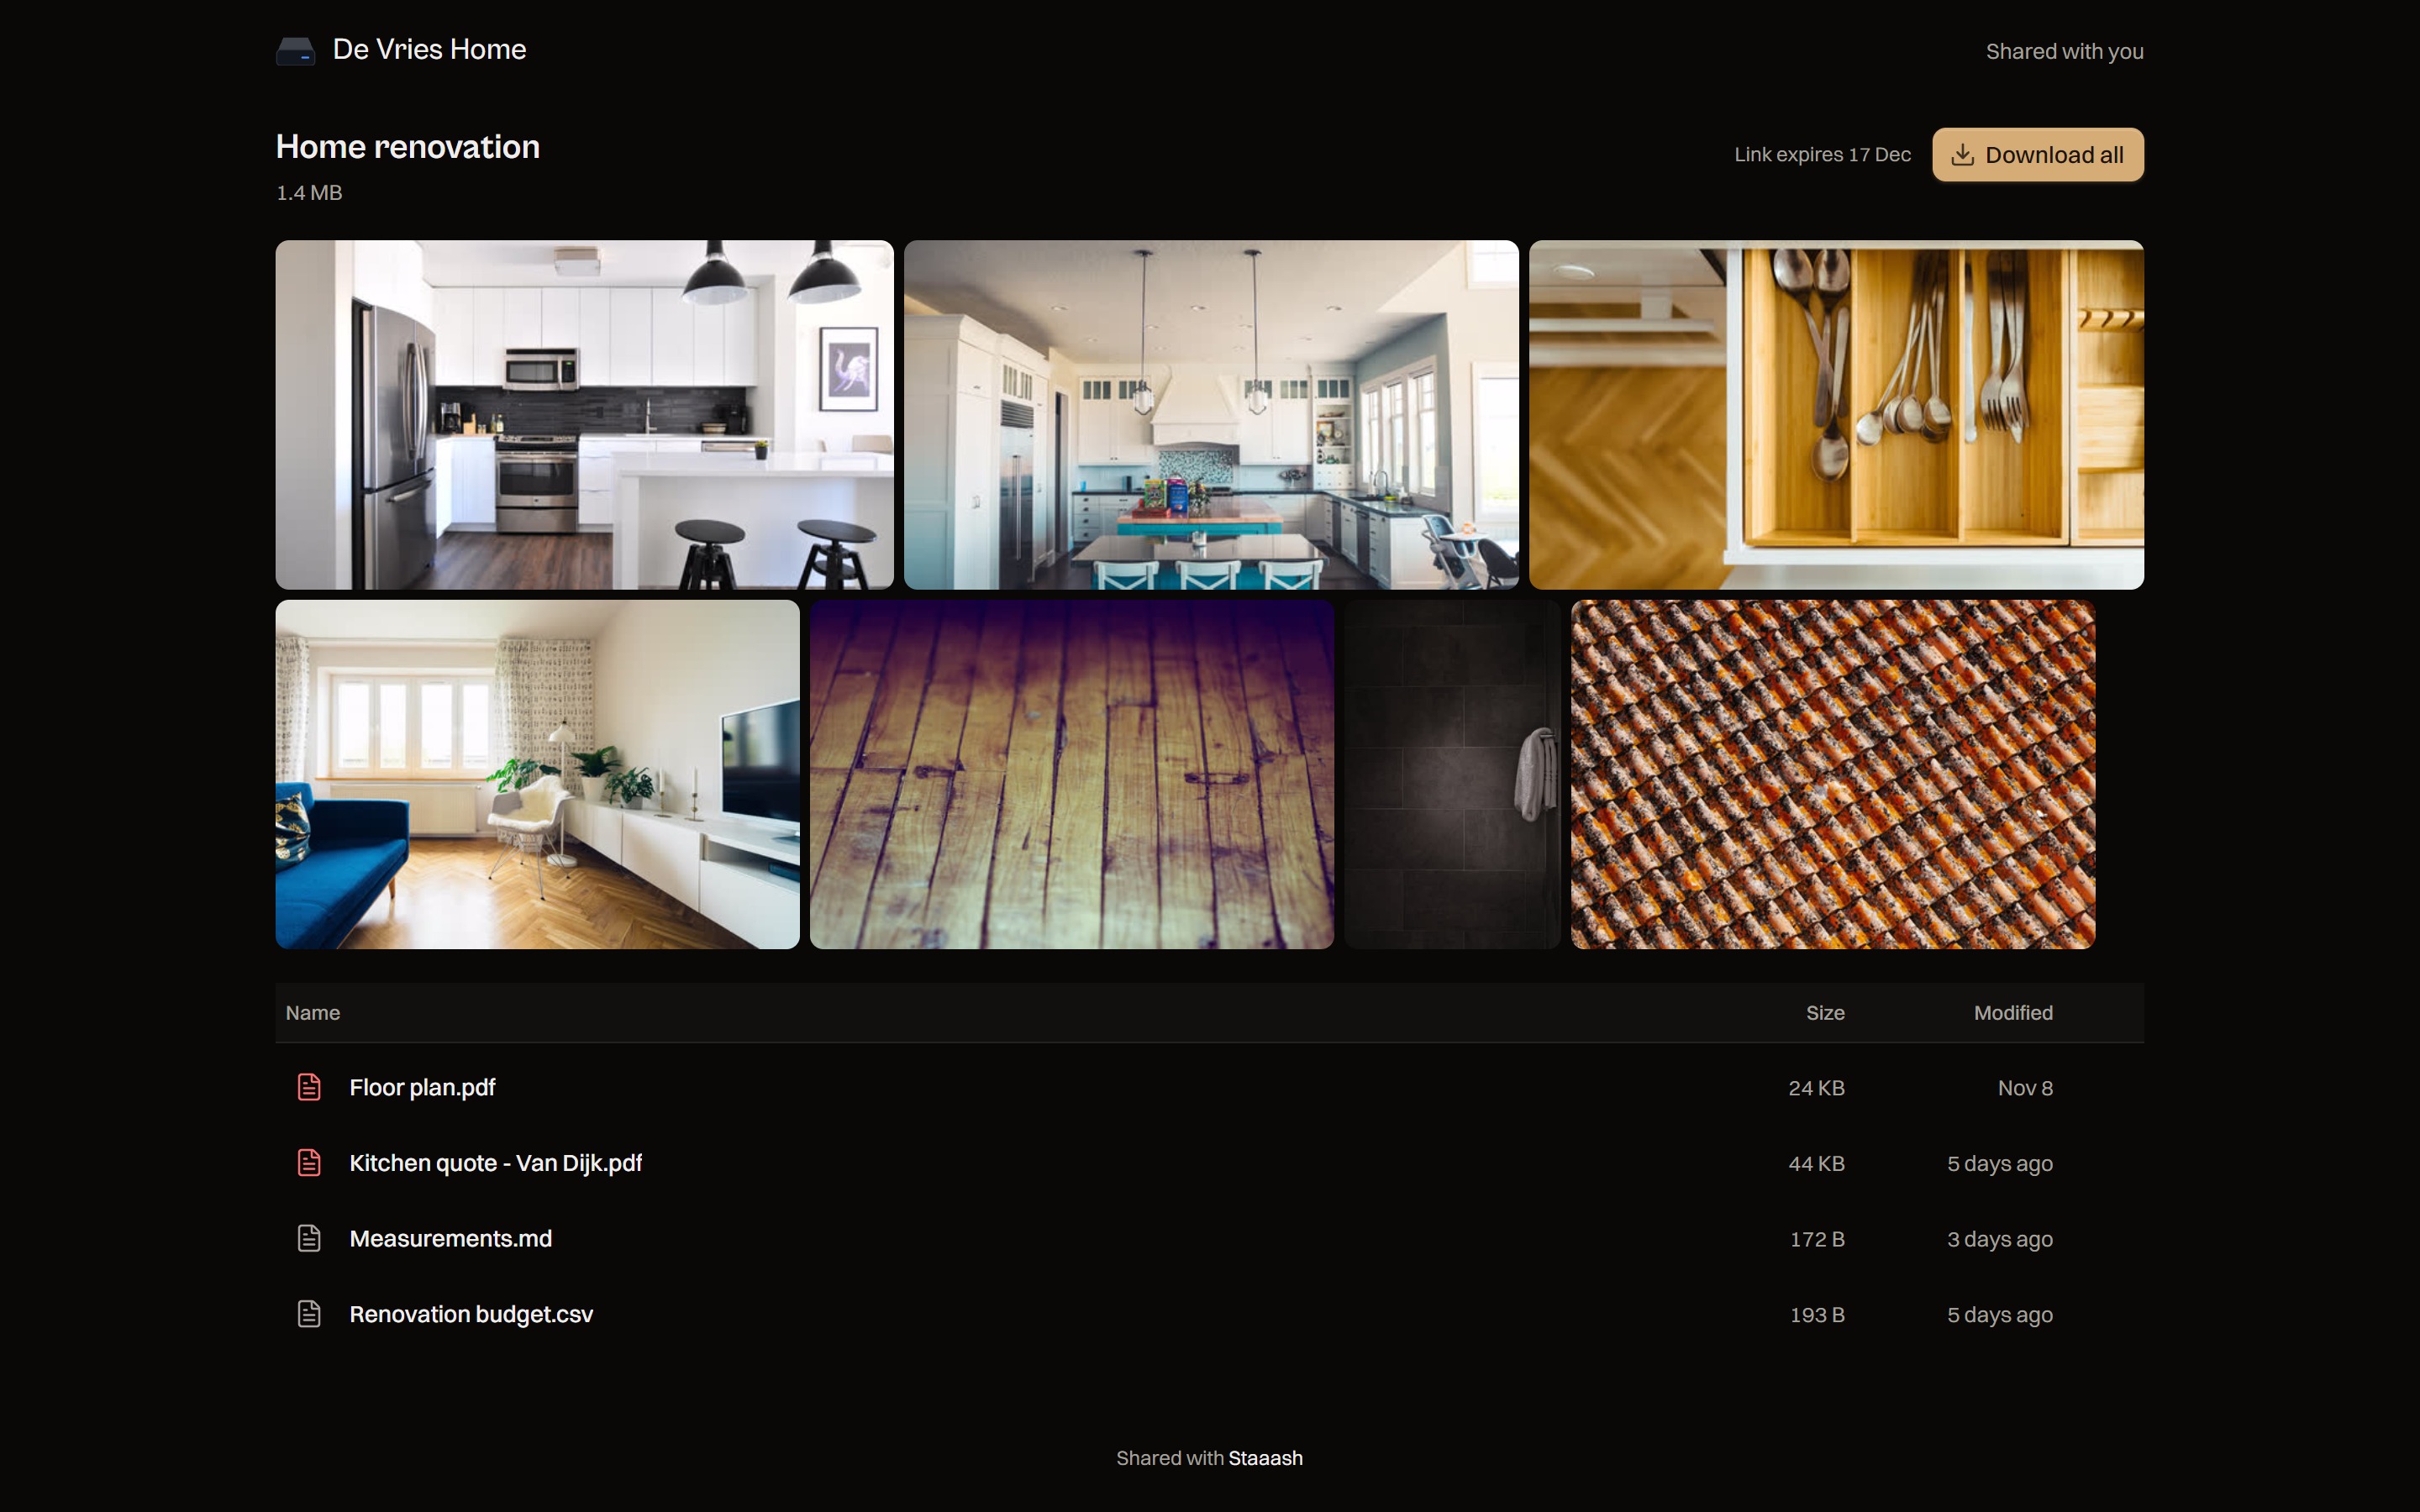 De Vries Home
Shared with you
Home renovation
Link expires 17 Dec
Download all
1.4 MB
Name Size Modified
Floor plan.pdf 24 KB Nov 8
Kitchen quote - Van Dijk.pdf 44 KB 5 days ago
Measurements.md 172 B 3 days ago
Renovation budget.csv 193 B 5 days ago
Shared with Staaash